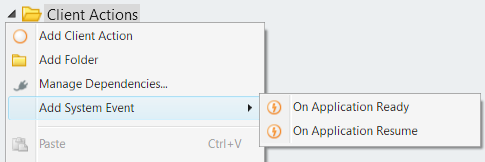 Client Actions
Add Client Action
Add Folder
Manage Dependencies...
Add System Event
On Application Ready
On Application Resume
Paste Ctrl+V